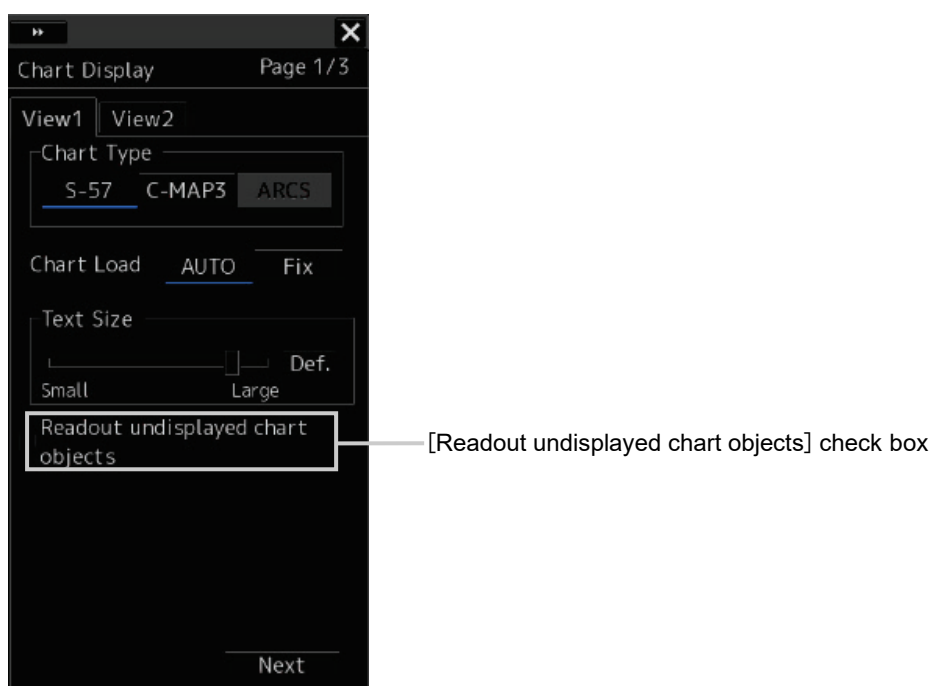 Chart Display Page 1/3
View1 View2
Chart Type
S-57 C-MAP3 ARCS
Chart Load AUTO Fix
Text Size
Def.
Small Large
Readout undisplayed chart
objects
[Readout undisplayed chart objects] check box
Next